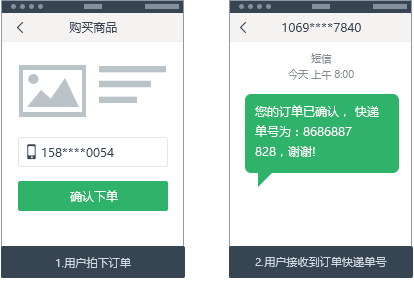 购买商品
158****0054
确认下单
1.用户拍下订单
1069****7840
短信
今天 上午 8:00
您的订单已确认， 快递
单号为：8686887
828，谢谢!
2.用户接收到订单快递单号